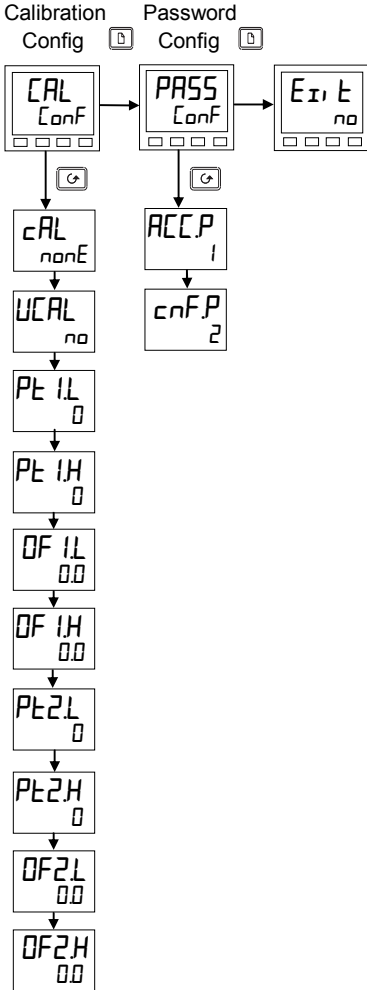 Calibration Config
Password Config
CAL
ConF
PASS
ConF
Exit
no
cAL
nonE
ACC.P
1
UCAL
no
cnF.P
2
Pt 1.L
0
Pt 1.H
0
OF 1.L
0.0
OF 1.H
0.0
Pt2.L
0
Pt2.H
0
OF2.L
0.0
OF2.H
0.0